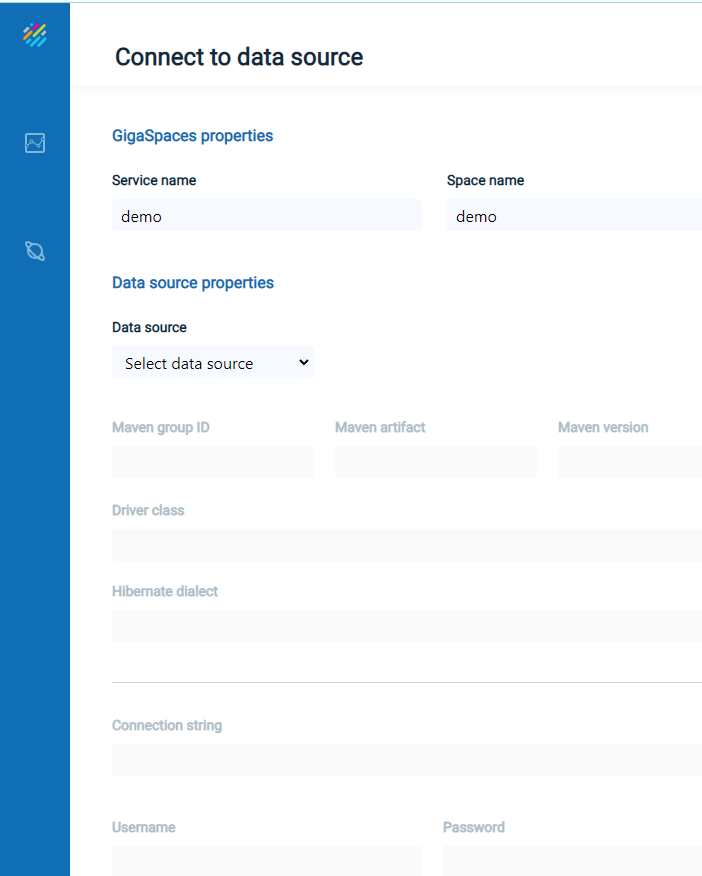 Connect to data source
GigaSpaces properties
Service name Space name
demo demo
Data source properties
Data source
Select data source
Maven group ID Maven artifact Maven version
Driver class
Hibernate dialect
Connection string
Username Password